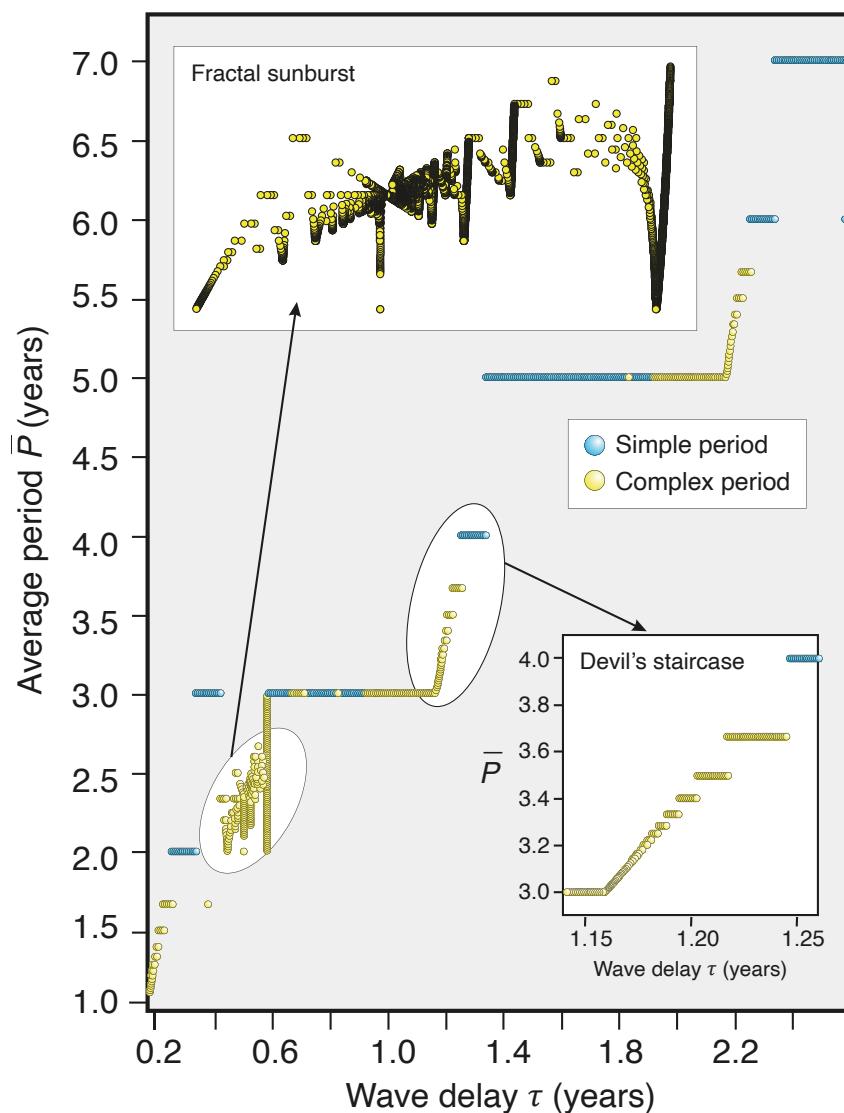 7.0
6.5
6.0
5.5
5.0
4.5
4.0
3.5
3.0
2.5
2.0
1.5
1.0
Average period P̅ (years)
Fractal sunburst
Simple period
Complex period
Devil's staircase
4.0
3.8
3.6
3.4
3.2
3.0
P̅
1.15 1.20 1.25
Wave delay τ (years)
0.2 0.6 1.0 1.4 1.8 2.2
Wave delay τ (years)